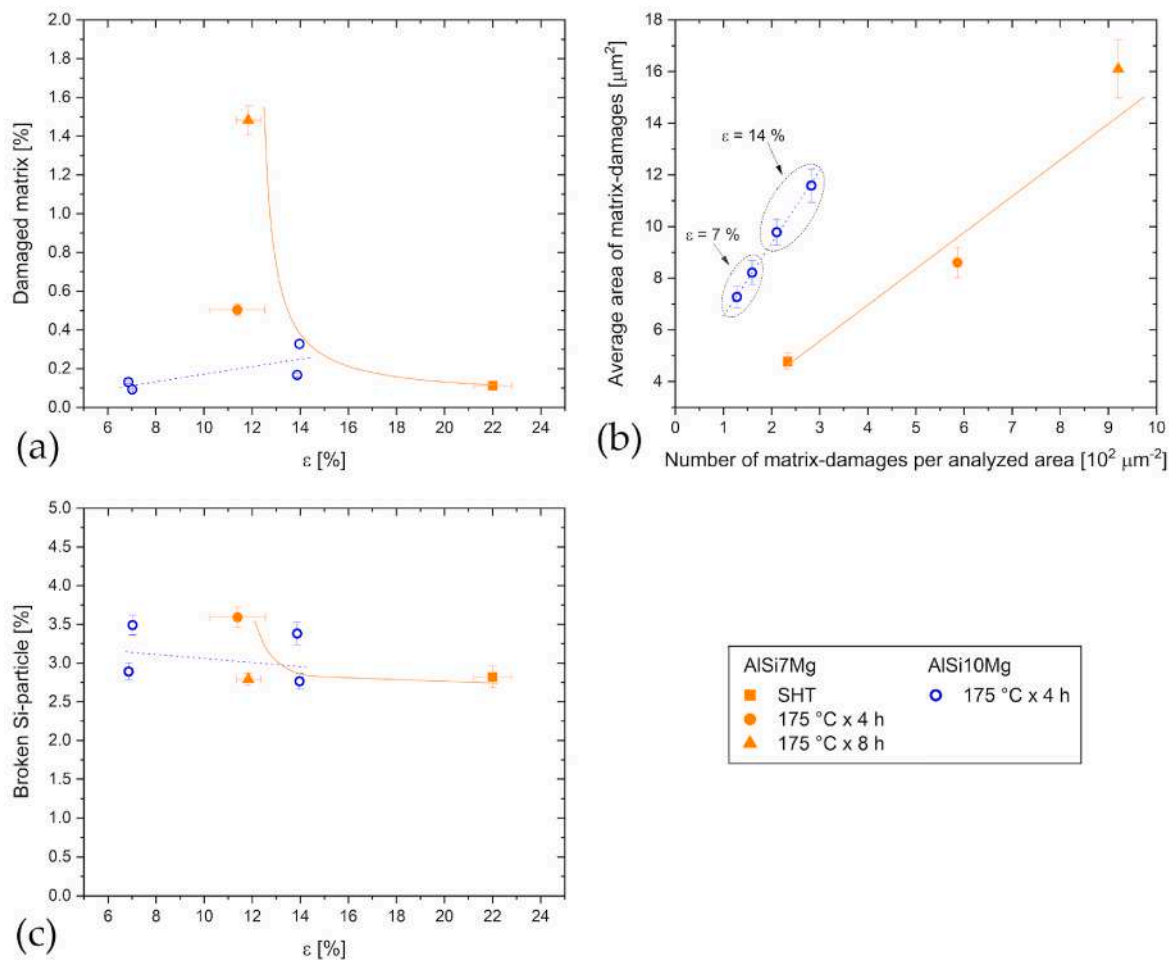 2.0
1.8
1.6
1.4
1.2
1.0
0.8
0.6
0.4
0.2
0.0
Damaged matrix [%]
6 8 10 12 14 16 18 20 22 24
ε [%]
(a)
18
16
14
12
10
8
6
4
Average area of matrix-damages [μm²]
ε = 14 %
ε = 7 %
0 1 2 3 4 5 6 7 8 9 10
Number of matrix-damages per analyzed area [10² μm⁻²]
(b)
5.0
4.5
4.0
3.5
3.0
2.5
2.0
1.5
1.0
0.5
0.0
Broken Si-particle [%]
6 8 10 12 14 16 18 20 22 24
ε [%]
(c)
AlSi7Mg AlSi10Mg
SHT 175 °C x 4 h
175 °C x 4 h
175 °C x 8 h